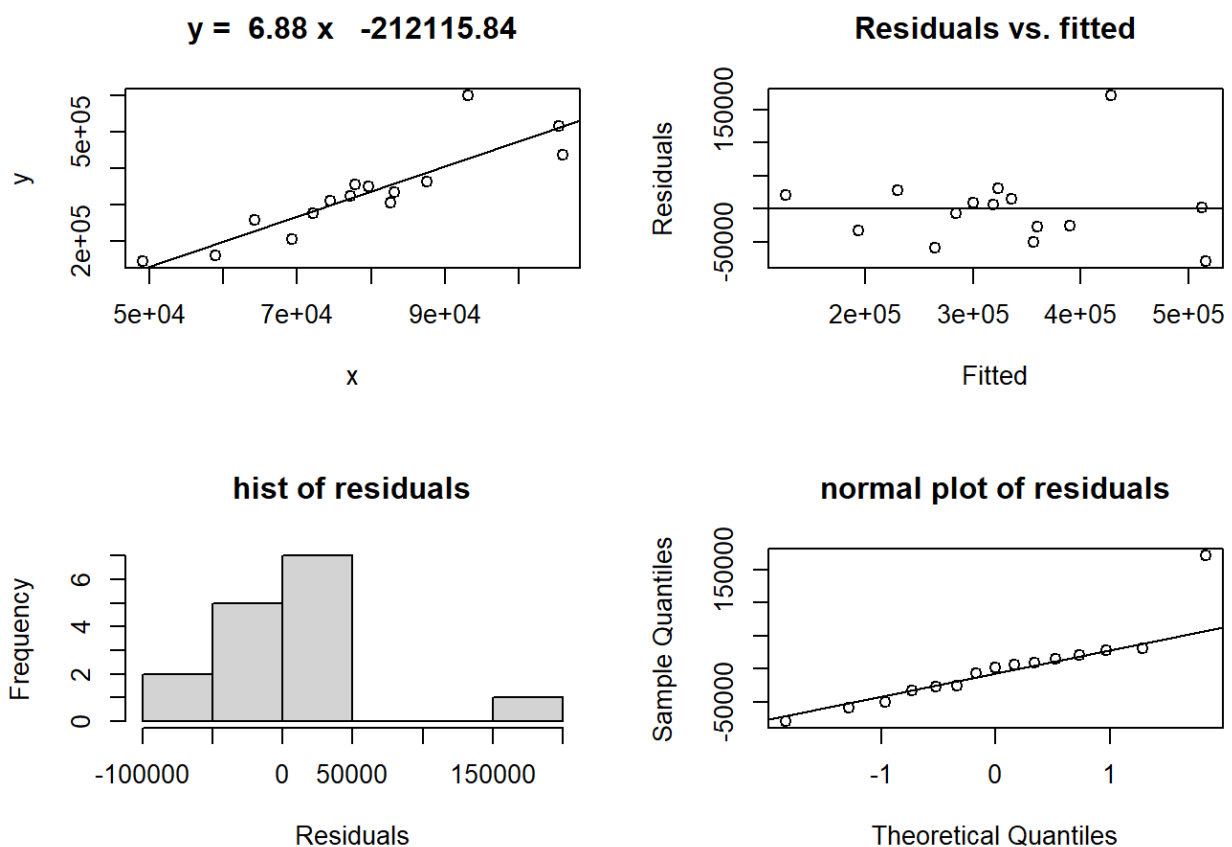 y =  6.88 x   -212115.84
y
2e+05
5e+05
5e+04
7e+04
9e+04
x
Residuals vs. fitted
Residuals
-50000
150000
2e+05
3e+05
4e+05
5e+05
Fitted
hist of residuals
Frequency
0
2
4
6
-100000
0
50000
150000
Residuals
normal plot of residuals
Sample Quantiles
-50000
150000
-1
0
1
Theoretical Quantiles